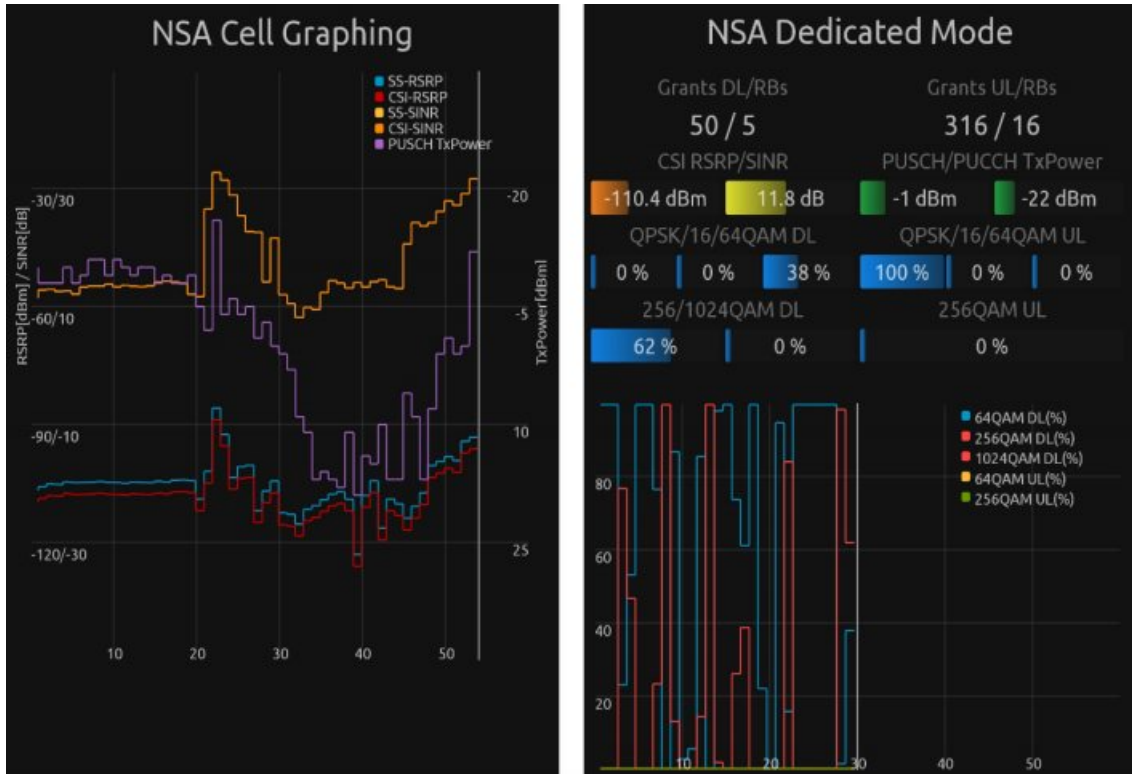 NSA Cell Graphing
SS-RSRP
CSI-RSRP
SS-SINR
CSI-SINR
PUSCH TxPower
-30/30
-60/10
-90/-10
-120/-30
RSRP[dBm] / SINR[dB]
-20
-5
10
25
TxPower[dBm]
10 20 30 40 50
NSA Dedicated Mode
Grants DL/RBs Grants UL/RBs
50 / 5 316 / 16
CSI RSRP/SINR PUSCH/PUCCH TxPower
-110.4 dBm 11.8 dB -1 dBm -22 dBm
QPSK/16/64QAM DL QPSK/16/64QAM UL
0 % 0 % 38 % 100 % 0 % 0 %
256/1024QAM DL 256QAM UL
62 % 0 % 0 %
64QAM DL(%)
256QAM DL(%)
1024QAM DL(%)
64QAM UL(%)
256QAM UL(%)
80
60
40
20
10 20 30 40 50